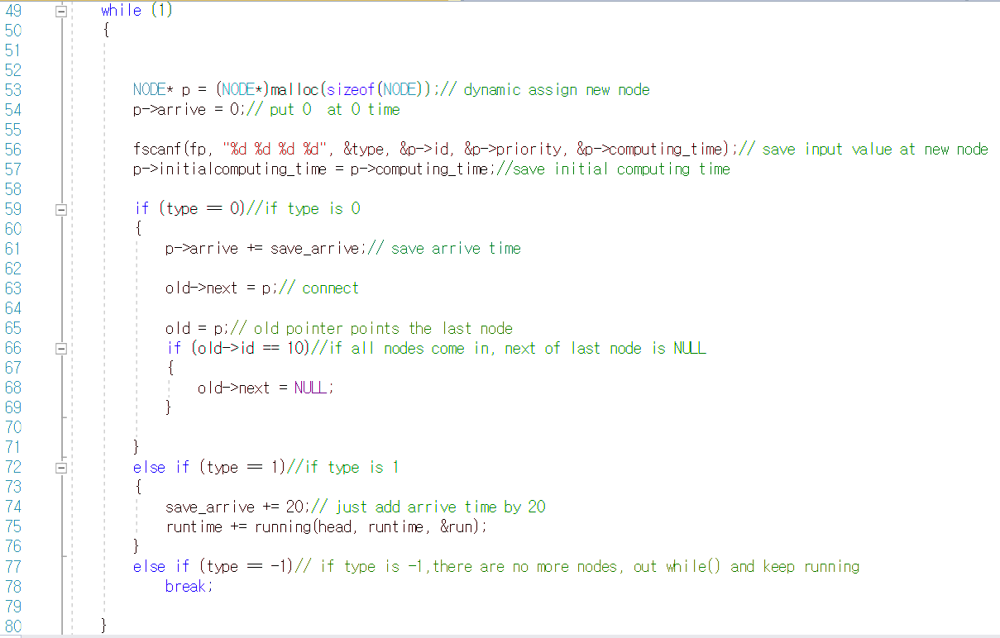 49 while (1)
50 {
51
52
53 NODE* p = (NODE*)malloc(sizeof(NODE));// dynamic assign new node
54 p->arrive = 0;// put 0  at 0 time
55
56 fscanf(fp, "%d %d %d %d", &type, &p->id, &p->priority, &p->computing_time);// save input value at new node
57 p->initialcomputing_time = p->computing_time;//save initial computing time
58
59 if (type == 0)//if type is 0
60 {
61 p->arrive += save_arrive;// save arrive time
62
63 old->next = p;// connect
64
65 old = p;// old pointer points the last node
66 if (old->id == 10)//if all nodes come in, next of last node is NULL
67 {
68 old->next = NULL;
69 }
70
71 }
72 else if (type == 1)//if type is 1
73 {
74 save_arrive += 20;// just add arrive time by 20
75 runtime += running(head, runtime, &run);
76 }
77 else if (type == -1)// if type is -1,there are no more nodes, out while() and keep running
78 break;
79
80 }